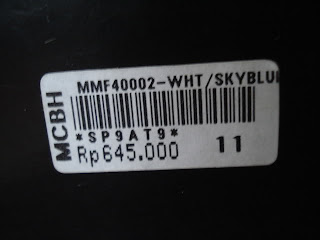 MMF40002-WHT/SKYBLU
*SP9AT9*
Rp645.000
11
MCBH